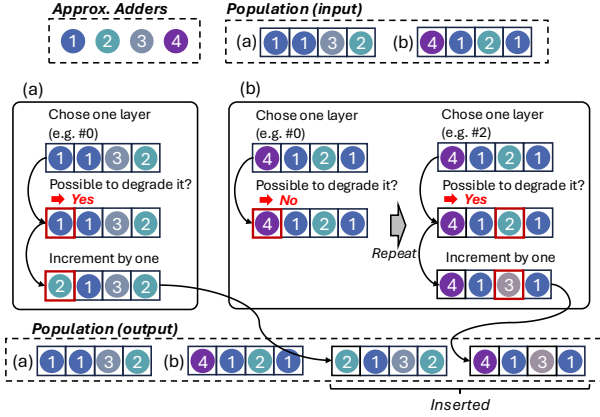 Approx. Adders
1 2 3 4
Population (input)
(a) 1 1 3 2 (b) 4 1 2 1
(a)
Chose one layer
(e.g. #0)
1 1 3 2
Possible to degrade it?
Yes
1 1 3 2
Increment by one
2 1 3 2
(b)
Chose one layer
(e.g. #0)
4 1 2 1
Possible to degrade it?
No
4 1 2 1
Repeat
Chose one layer
(e.g. #2)
4 1 2 1
Possible to degrade it?
Yes
4 1 2 1
Increment by one
4 1 3 1
Population (output)
(a) 1 1 3 2 (b) 4 1 2 1 2 1 3 2 4 1 3 1
Inserted